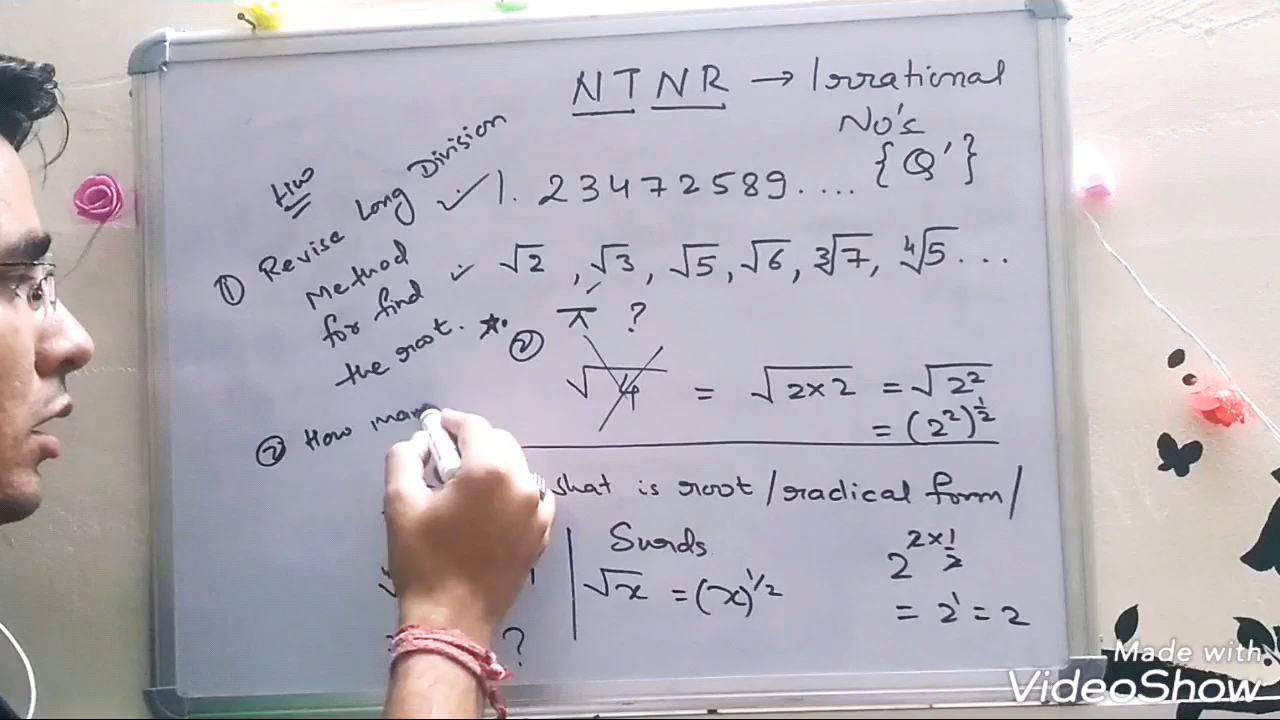 NTNR → Irrational
No's
{Q'}
1.23472589....
√2, √3, √5, √6, ∛7, ∜5...
π ?
√4 = √2×2 = √2²
= (2²)^½
H/W
① Revise Long Division
Method
for find
the root.
② How man
②
what is root/radical form/
Surds
√x = (x)^1/2
2^2×½
= 2¹ = 2
?
Made with
VideoShow